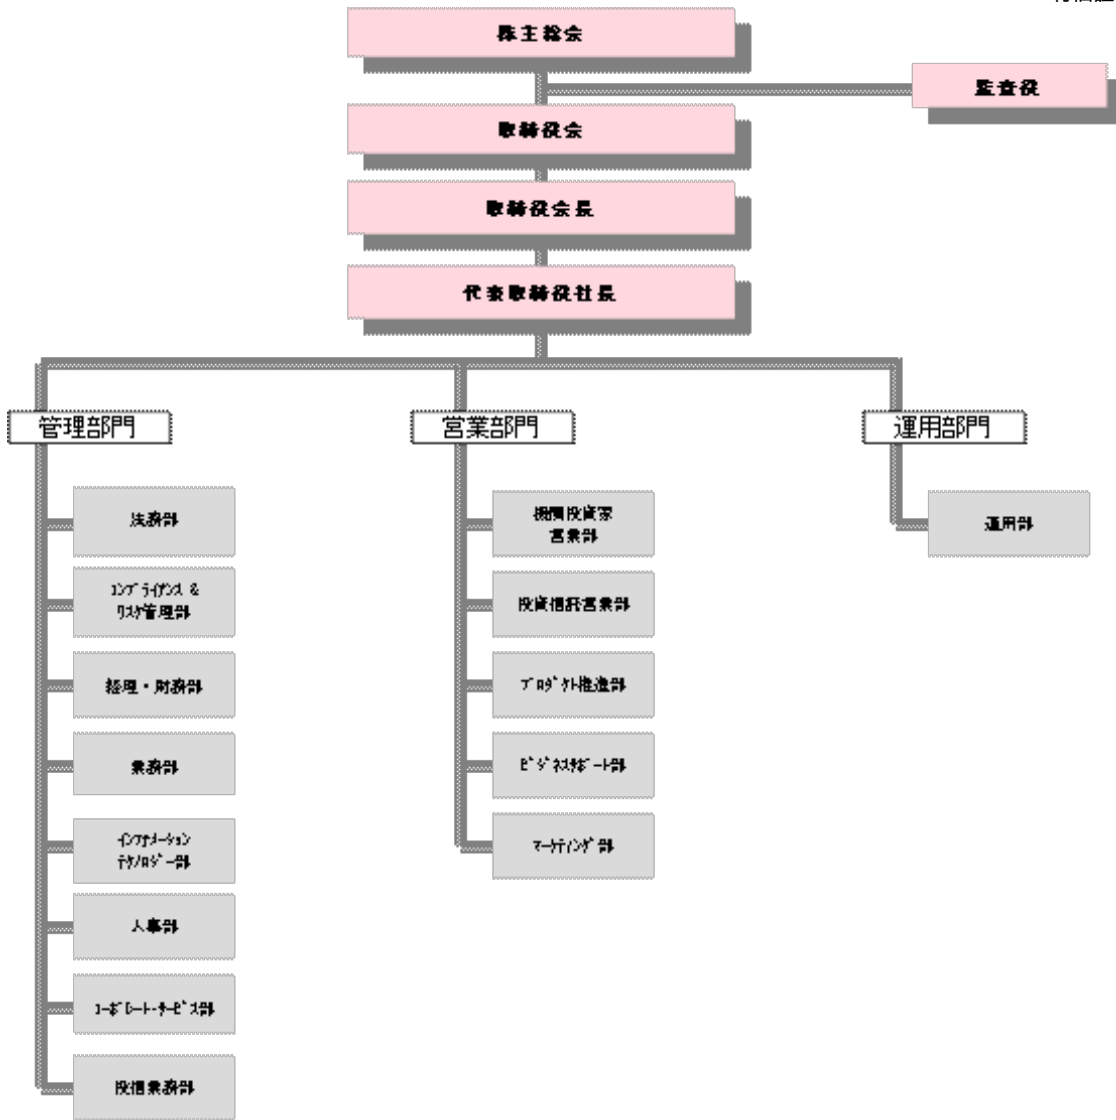 株主総会
監査役
取締役会
取締役会長
代表取締役社長
管理部門
営業部門
運用部門
法務部
ｺﾝﾌﾟﾗｲｱﾝｽ &
ﾘｽｸ管理部
経理・財務部
業務部
ｲﾝﾌｫﾒｰｼｮﾝ
ﾃｸﾉﾛｼﾞｰ部
人事部
ｺｰﾎﾟﾚｰﾄ･ｻｰﾋﾞｽ部
投信業務部
機関投資家
営業部
投資信託営業部
ﾌﾟﾛﾀﾞｸﾄ推進部
ﾋﾞｼﾞﾈｽｻﾎﾟｰﾄ部
ﾏｰｹﾃｨﾝｸﾞ部
運用部